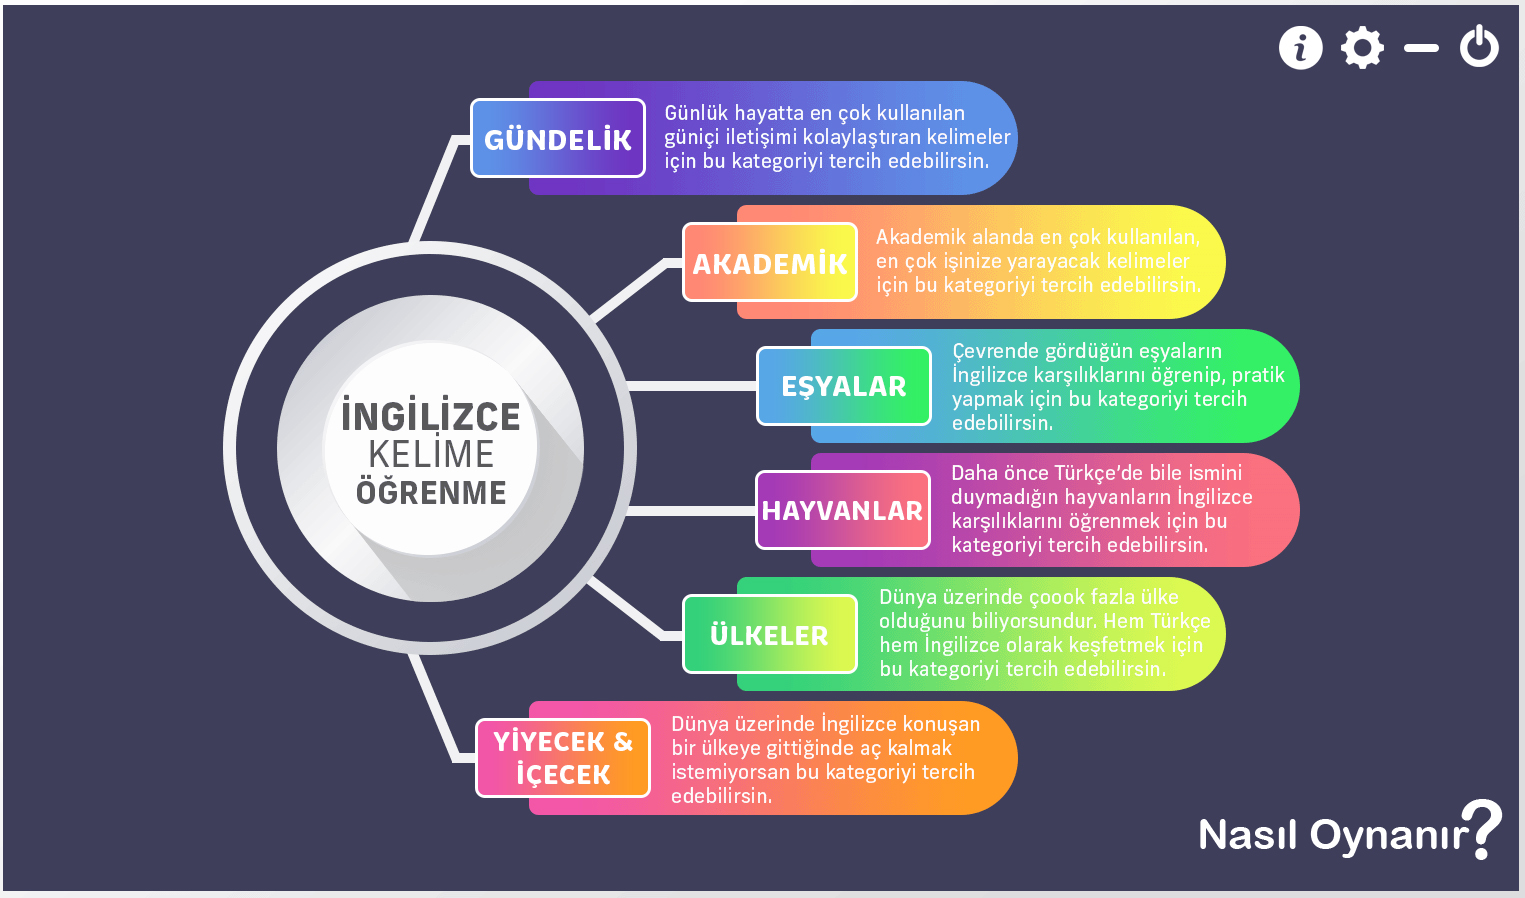 GÜNDELİK
Günlük hayatta en çok kullanılan
güniçi iletişimi kolaylaştıran kelimeler
için bu kategoriyi tercih edebilirsin.
AKADEMİK
Akademik alanda en çok kullanılan,
en çok işinize yarayacak kelimeler
için bu kategoriyi tercih edebilirsin.
EŞYALAR
Çevrende gördüğün eşyaların
İngilizce karşılıklarını öğrenip, pratik
yapmak için bu kategoriyi tercih
edebilirsin.
İNGİLİZCE
KELİME
ÖĞRENME
HAYVANLAR
Daha önce Türkçe’de bile ismini
duymadığın hayvanların İngilizce
karşılıklarını öğrenmek için bu
kategoriyi tercih edebilirsin.
ÜLKELER
Dünya üzerinde çoook fazla ülke
olduğunu biliyorsundur. Hem Türkçe
hem İngilizce olarak keşfetmek için
bu kategoriyi tercih edebilirsin.
YİYECEK &
İÇECEK
Dünya üzerinde İngilizce konuşan
bir ülkeye gittiğinde aç kalmak
istemiyorsan bu kategoriyi tercih
edebilirsin.
Nasıl Oynanır?